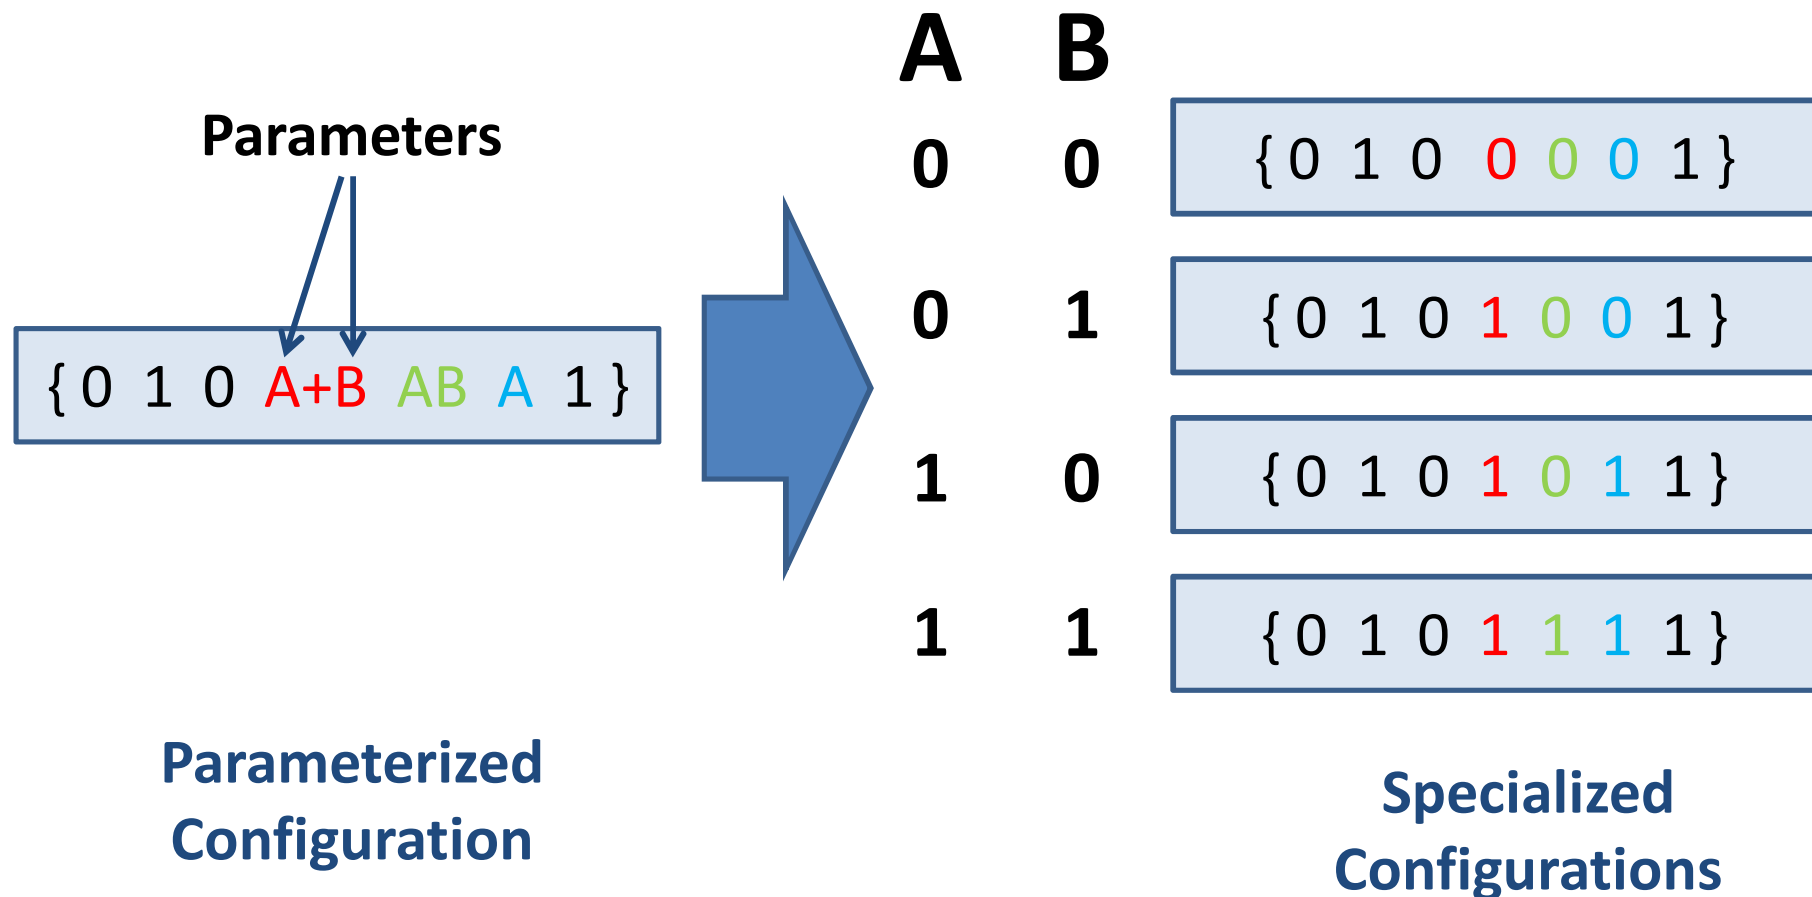 Parameters
{ 0 1 0 A+B AB A 1 }
Parameterized
Configuration
A B
0 0 { 0 1 0 0 0 0 1 }
0 1 { 0 1 0 1 0 0 1 }
1 0 { 0 1 0 1 0 1 1 }
1 1 { 0 1 0 1 1 1 1 }
Specialized
Configurations